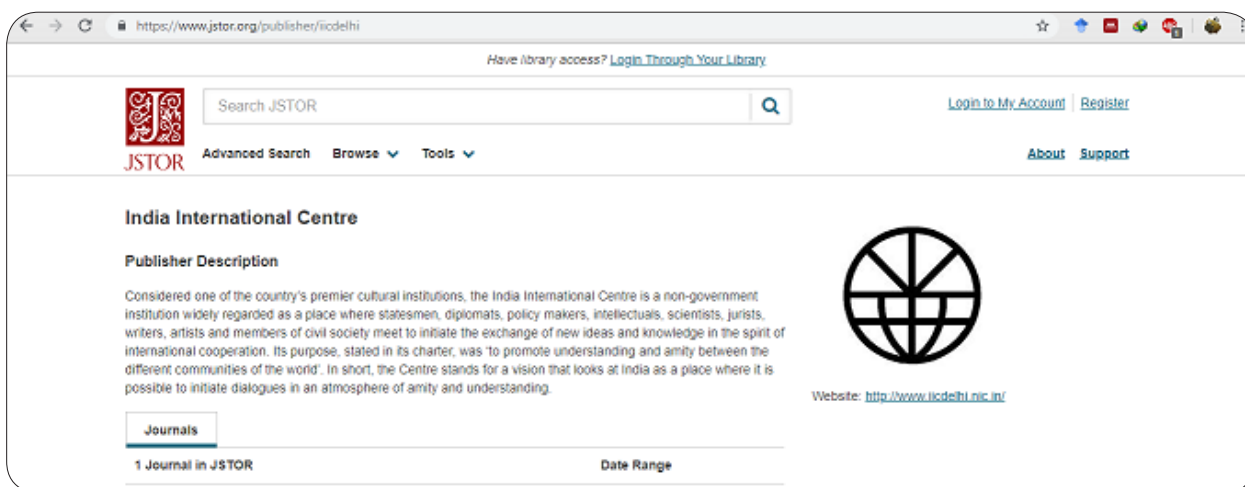 https://www.jstor.org/publisher/iicdelhi
Have library access? Login Through Your Library
Search JSTOR
Login to My Account Register
JSTOR
Advanced Search Browse Tools
About Support
India International Centre
Publisher Description
Considered one of the country's premier cultural institutions, the India International Centre is a non-government
institution widely regarded as a place where statesmen, diplomats, policy makers, intellectuals, scientists, jurists,
writers, artists and members of civil society meet to initiate the exchange of new ideas and knowledge in the spirit of
international cooperation. Its purpose, stated in its charter, was 'to promote understanding and amity between the
different communities of the world'. In short, the Centre stands for a vision that looks at India as a place where it is
possible to initiate dialogues in an atmosphere of amity and understanding.
Website: http://www.iicdelhi.nic.in/
Journals
1 Journal in JSTOR Date Range